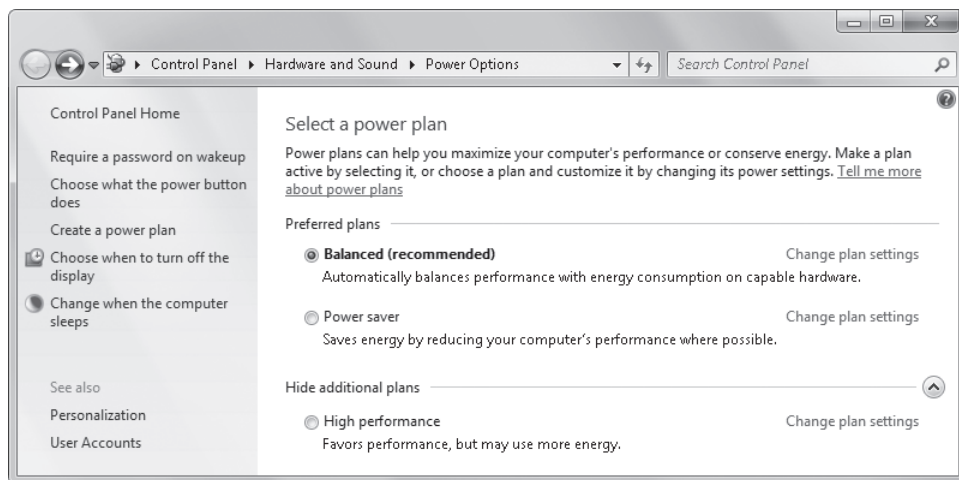 Control Panel ▸ Hardware and Sound ▸ Power Options
Search Control Panel
Control Panel Home
Require a password on wakeup
Choose what the power button
does
Create a power plan
Choose when to turn off the
display
Change when the computer
sleeps
See also
Personalization
User Accounts
Select a power plan
Power plans can help you maximize your computer's performance or conserve energy. Make a plan
active by selecting it, or choose a plan and customize it by changing its power settings. Tell me more
about power plans
Preferred plans
Balanced (recommended) Change plan settings
Automatically balances performance with energy consumption on capable hardware.
Power saver Change plan settings
Saves energy by reducing your computer's performance where possible.
Hide additional plans
High performance Change plan settings
Favors performance, but may use more energy.